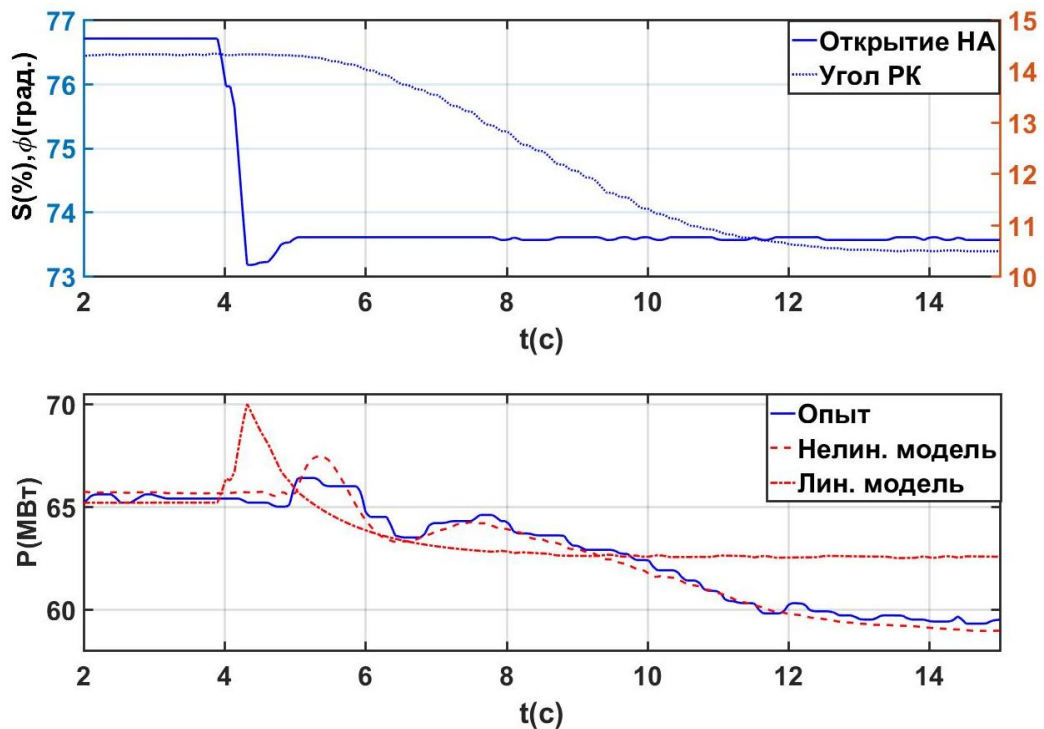 77
76
75
74
73
S(%),ϕ(град.)
15
14
13
12
11
10
Открытие НА
Угол РК
2 4 6 8 10 12 14
t(c)
70
65
60
P(МВт)
Опыт
Нелин. модель
Лин. модель
2 4 6 8 10 12 14
t(c)